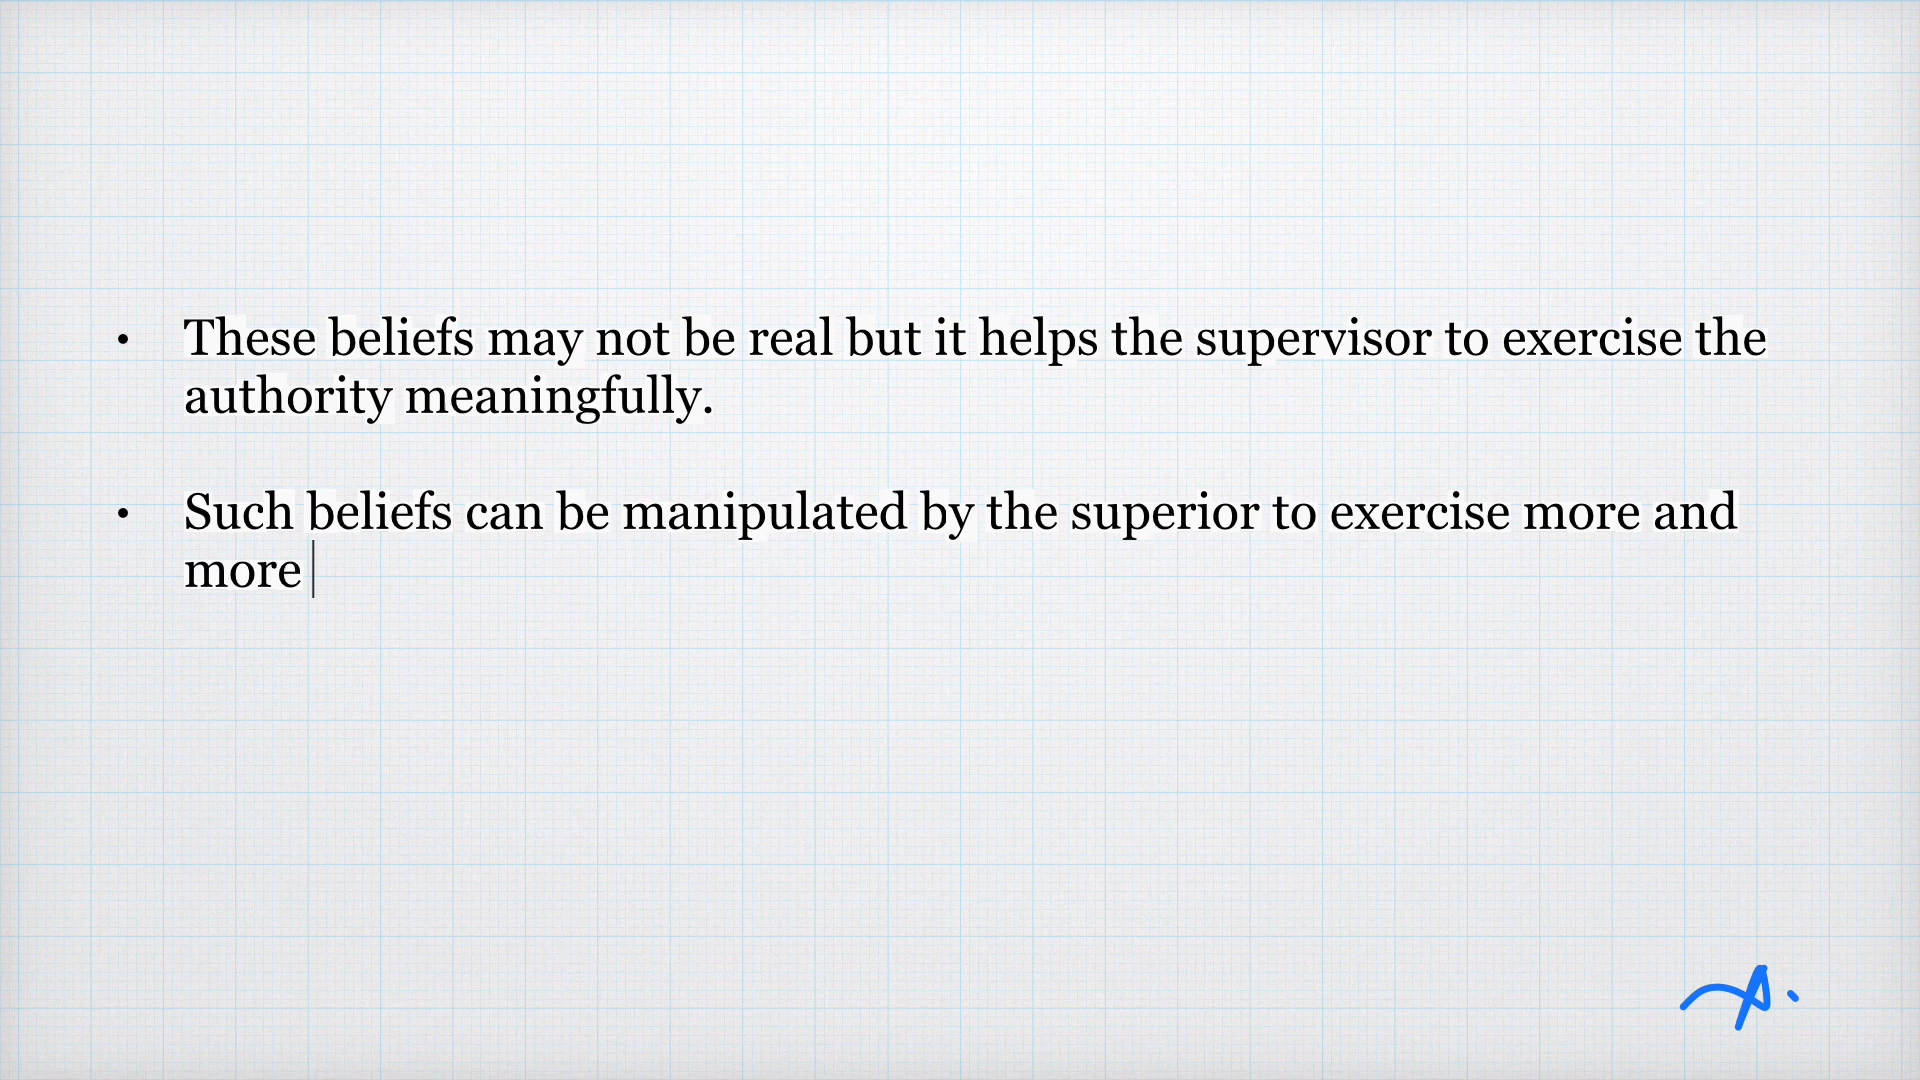 • These beliefs may not be real but it helps the supervisor to exercise the
authority meaningfully.
• Such beliefs can be manipulated by the superior to exercise more and
more